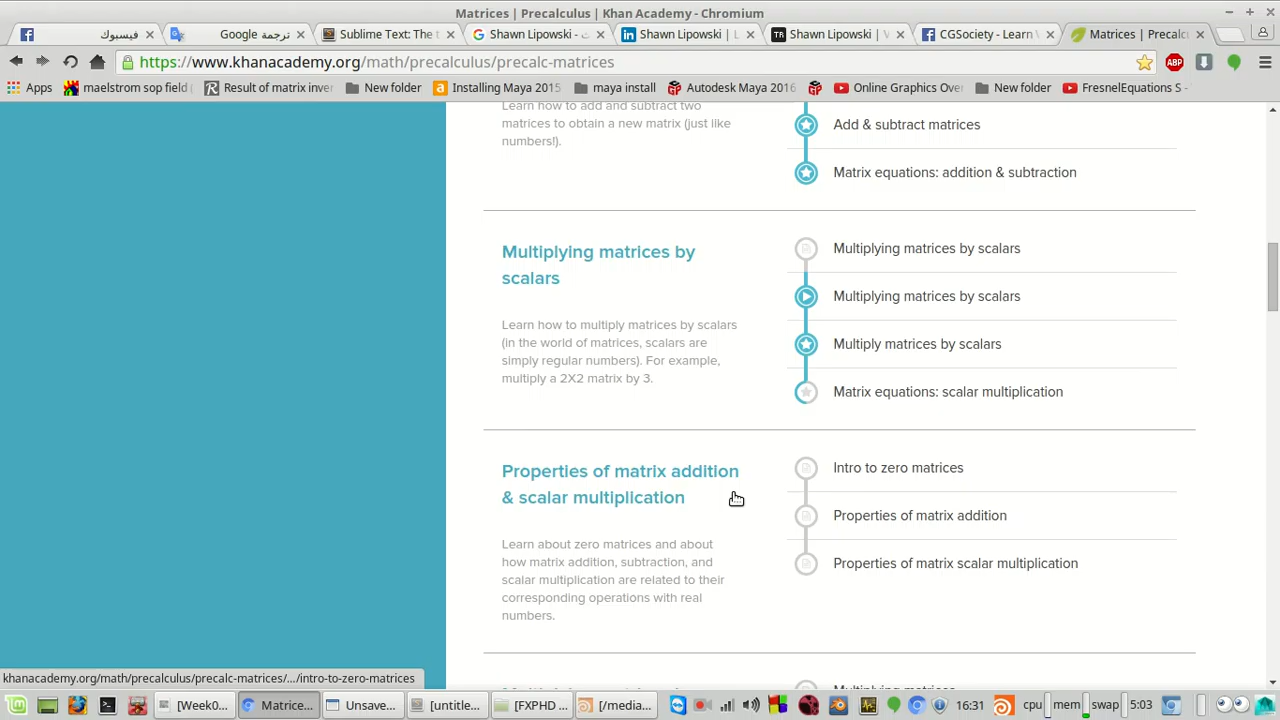 Matrices | Precalculus | Khan Academy - Chromium
فيسبوك
ترجمة Google
Sublime Text: The t
Shawn Lipowski - ت
Shawn Lipowski | L
Shawn Lipowski | V
CGSociety - Learn V
Matrices | Precalc
https://www.khanacademy.org/math/precalculus/precalc-matrices
ABP
Apps
maelstrom sop field
Result of matrix inver
New folder
Installing Maya 2015
maya install
Autodesk Maya 2016
Online Graphics Over
New folder
FresnelEquations S -
Learn how to add and subtract two
matrices to obtain a new matrix (just like
numbers!).
Add & subtract matrices
Matrix equations: addition & subtraction
Multiplying matrices by
scalars
Learn how to multiply matrices by scalars
(in the world of matrices, scalars are
simply regular numbers). For example,
multiply a 2X2 matrix by 3.
Multiplying matrices by scalars
Multiplying matrices by scalars
Multiply matrices by scalars
Matrix equations: scalar multiplication
Properties of matrix addition
& scalar multiplication
Learn about zero matrices and about
how matrix addition, subtraction, and
scalar multiplication are related to their
corresponding operations with real
numbers.
Intro to zero matrices
Properties of matrix addition
Properties of matrix scalar multiplication
khanacademy.org/math/precalculus/precalc-matrices/.../intro-to-zero-matrices
[Week0...
Matrice...
Unsave...
[untitle...
[FXPHD ...
[/media...
16:31
cpu
mem
swap
5:03